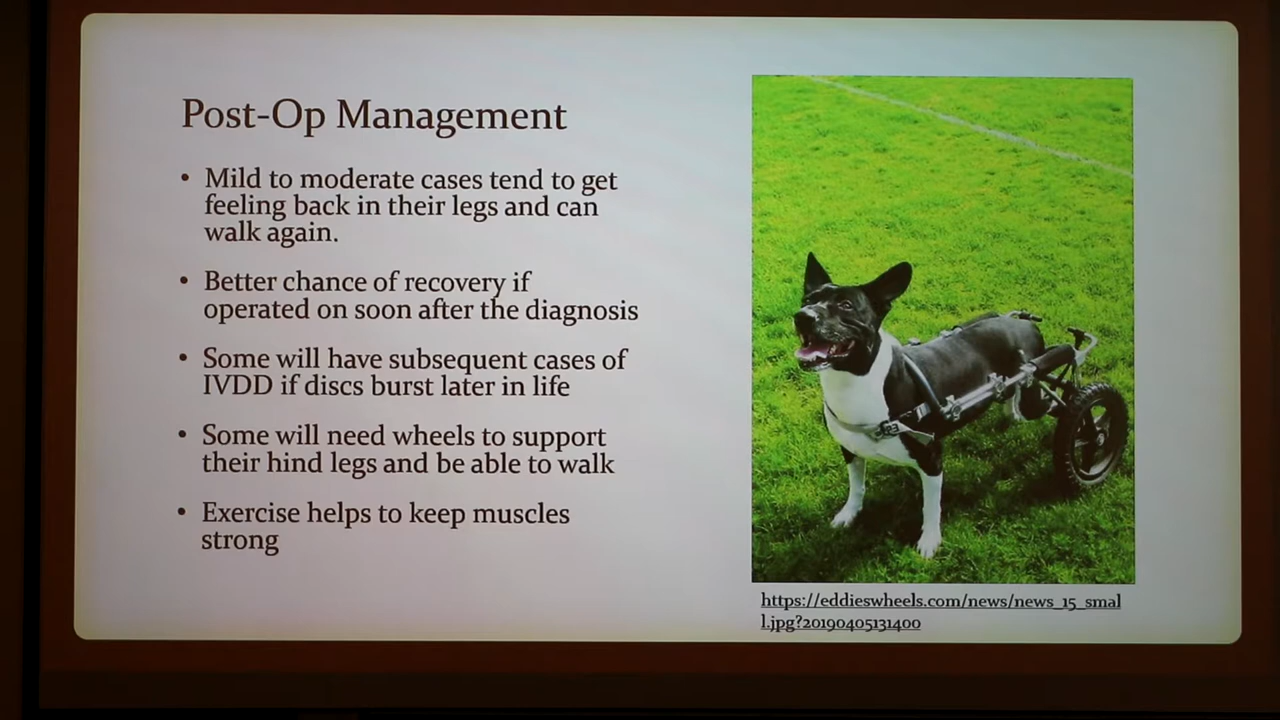 Post-Op Management
• Mild to moderate cases tend to get
feeling back in their legs and can
walk again.
• Better chance of recovery if
operated on soon after the diagnosis
• Some will have subsequent cases of
IVDD if discs burst later in life
• Some will need wheels to support
their hind legs and be able to walk
• Exercise helps to keep muscles
strong
https://eddieswheels.com/news/news_15_smal
l.jpg?20190405131400